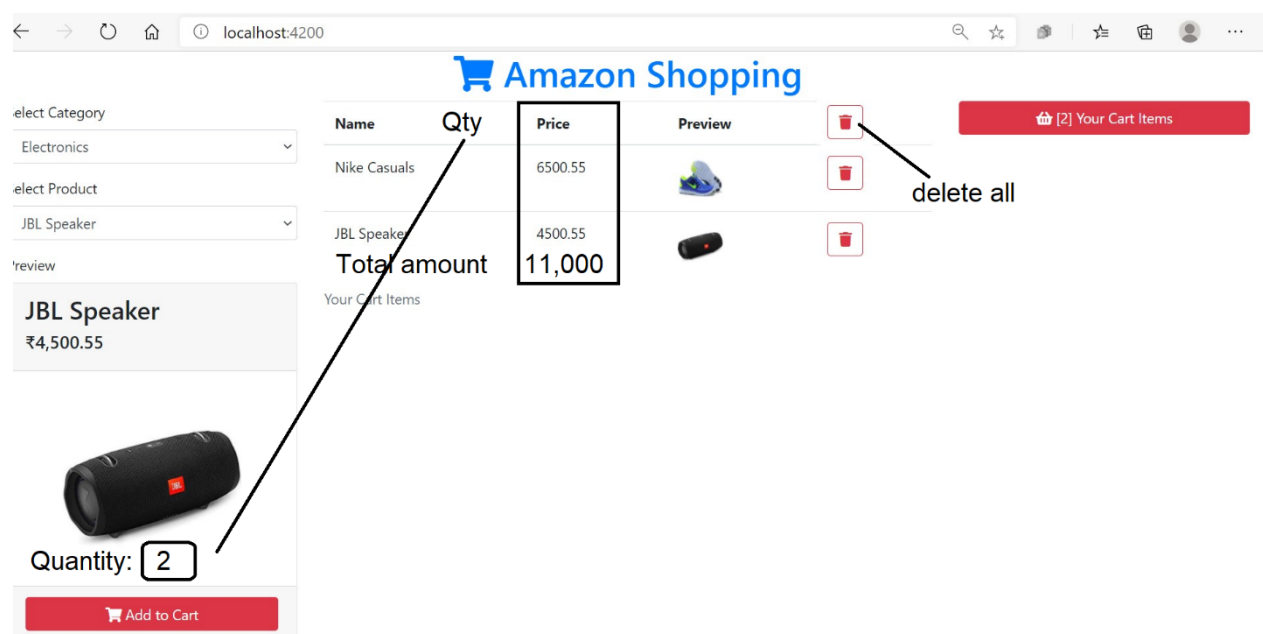 localhost:4200
Amazon Shopping
elect Category
Electronics
elect Product
JBL Speaker
review
JBL Speaker
₹4,500.55
JBL
Quantity: 2
Add to Cart
Name Qty Price Preview
Nike Casuals 6500.55
JBL Speaker 4500.55
Total amount 11,000
Your Cart Items
delete all
[2] Your Cart Items